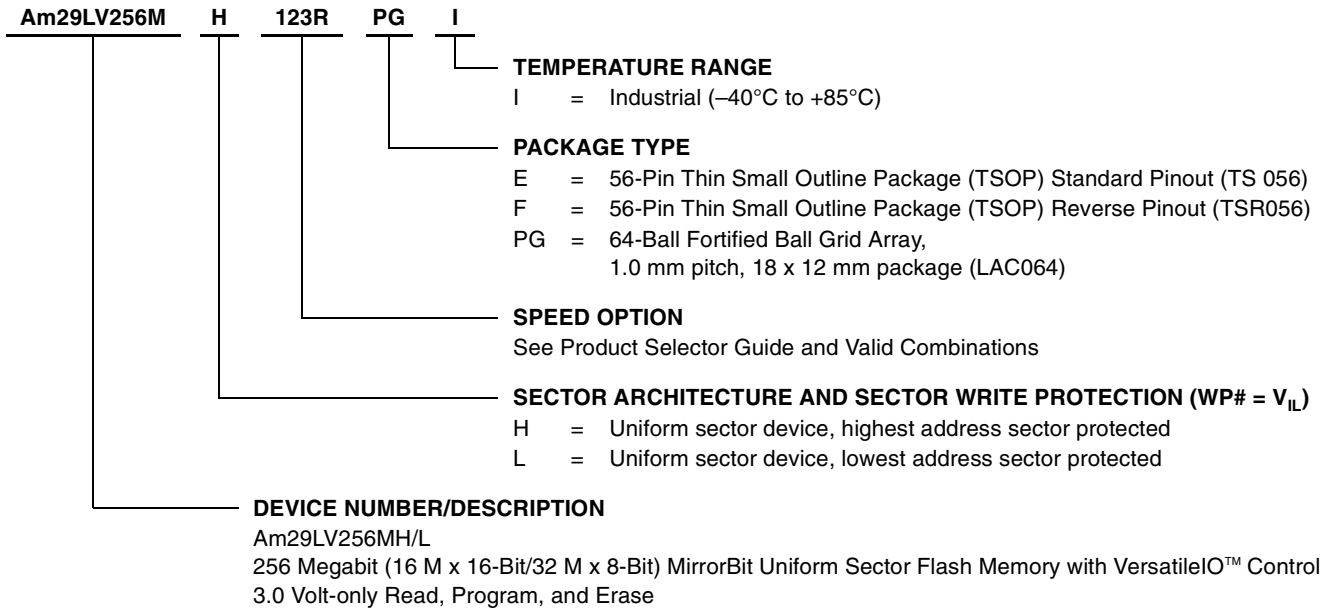 Am29LV256M H 123R PG I
TEMPERATURE RANGE
I = Industrial (–40°C to +85°C)
PACKAGE TYPE
E = 56-Pin Thin Small Outline Package (TSOP) Standard Pinout (TS 056)
F = 56-Pin Thin Small Outline Package (TSOP) Reverse Pinout (TSR056)
PG = 64-Ball Fortified Ball Grid Array,
1.0 mm pitch, 18 x 12 mm package (LAC064)
SPEED OPTION
See Product Selector Guide and Valid Combinations
SECTOR ARCHITECTURE AND SECTOR WRITE PROTECTION (WP# = VIL)
H = Uniform sector device, highest address sector protected
L = Uniform sector device, lowest address sector protected
DEVICE NUMBER/DESCRIPTION
Am29LV256MH/L
256 Megabit (16 M x 16-Bit/32 M x 8-Bit) MirrorBit Uniform Sector Flash Memory with VersatileIO™ Control
3.0 Volt-only Read, Program, and Erase